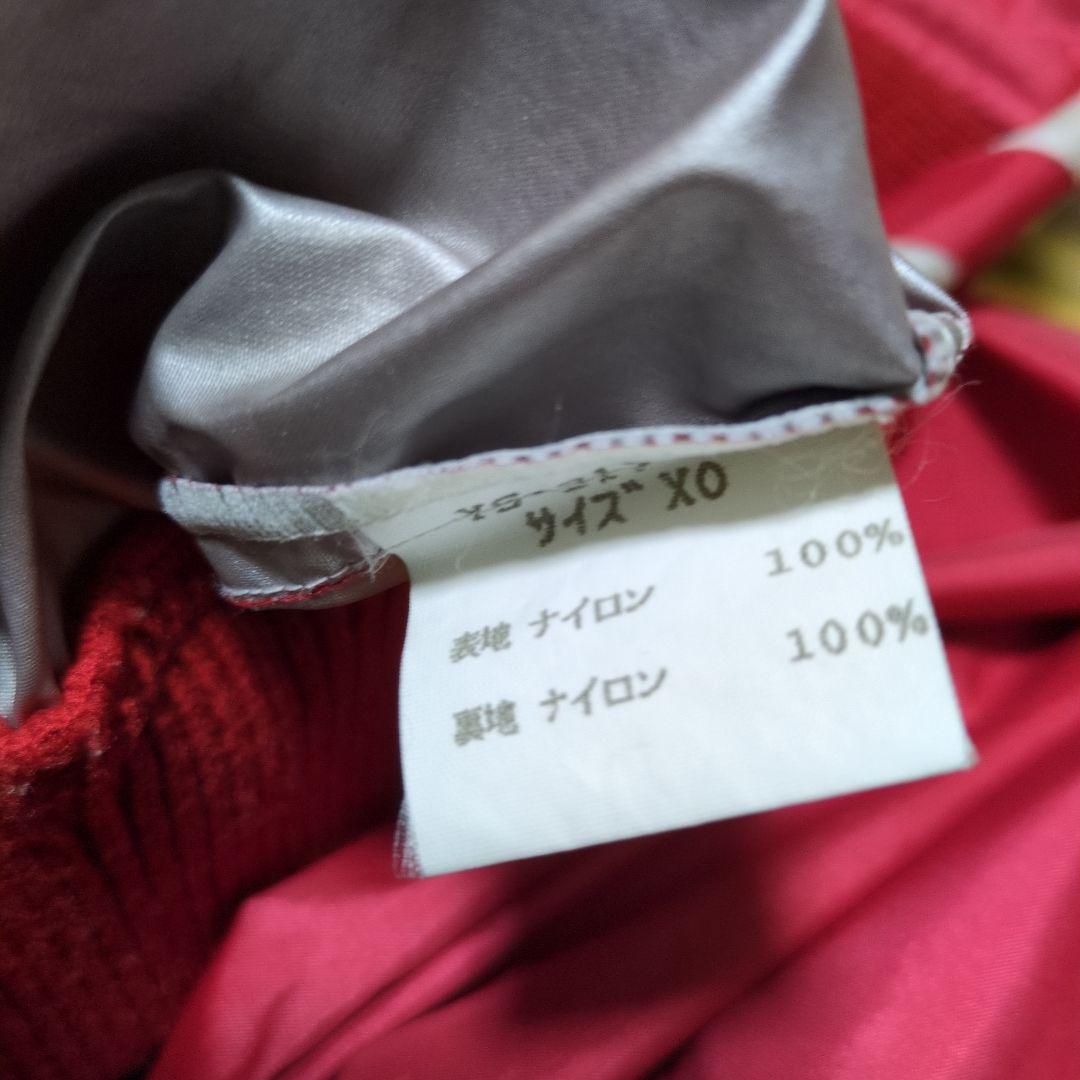 サイズ XO
表地 ナイロン 100%
裏地 ナイロン 100%